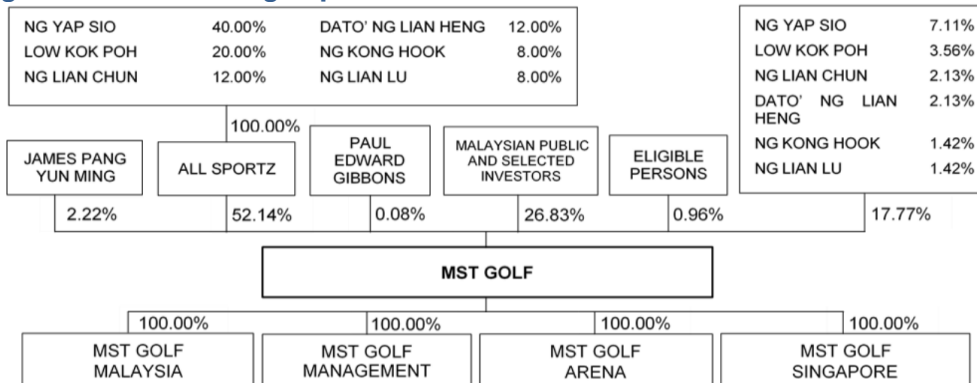 NG YAP SIO 40.00% DATO' NG LIAN HENG 12.00%
LOW KOK POH 20.00% NG KONG HOOK 8.00%
NG LIAN CHUN 12.00% NG LIAN LU 8.00%
NG YAP SIO 7.11%
LOW KOK POH 3.56%
NG LIAN CHUN 2.13%
DATO' NG LIAN 2.13%
HENG
NG KONG HOOK 1.42%
NG LIAN LU 1.42%
100.00%
JAMES PANG
YUN MING
ALL SPORTZ
PAUL
EDWARD
GIBBONS
MALAYSIAN PUBLIC
AND SELECTED
INVESTORS
ELIGIBLE
PERSONS
2.22%
52.14%
0.08%
26.83%
0.96%
17.77%
MST GOLF
100.00%
100.00%
100.00%
100.00%
MST GOLF
MALAYSIA
MST GOLF
MANAGEMENT
MST GOLF
ARENA
MST GOLF
SINGAPORE